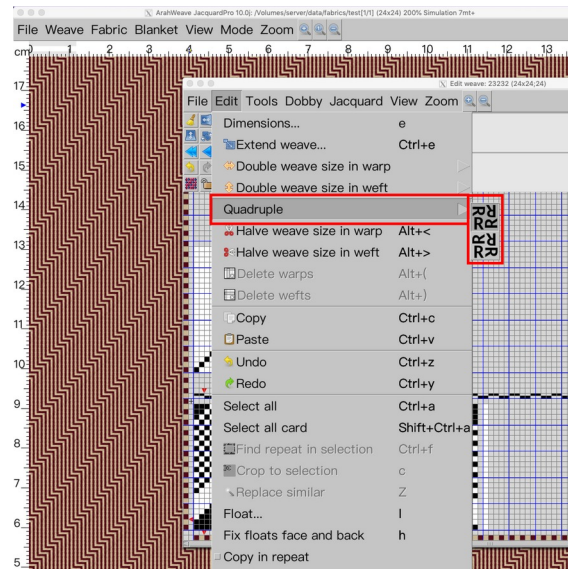 ArahWeave JacquardPro 10.0j: /Volumes/server/data/fabrics/test[1/1] (24x24) 200% Simulation 7mt+
File Weave Fabric Blanket View Mode Zoom
cm 1 2 3 4 5 6 7 8 9 10 11 12 13
17
Edit weave: 23232 (24x24;24)
File Edit Tools Dobby Jacquard View Zoom
16
Dimensions... e
Extend weave... Ctrl+e
15
Double weave size in warp
Double weave size in weft
14
Quadruple
Halve weave size in warp Alt+<
13
Halve weave size in weft Alt+>
Delete warps Alt+(
12
Delete wefts Alt+)
Copy Ctrl+c
11
Paste Ctrl+v
Undo Ctrl+z
10
Redo Ctrl+y
9
Select all Ctrl+a
Select all card Shift+Ctrl+a
8
Find repeat in selection Ctrl+f
Crop to selection c
7
Replace similar Z
Float... l
6
Fix floats face and back h
Copy in repeat
5